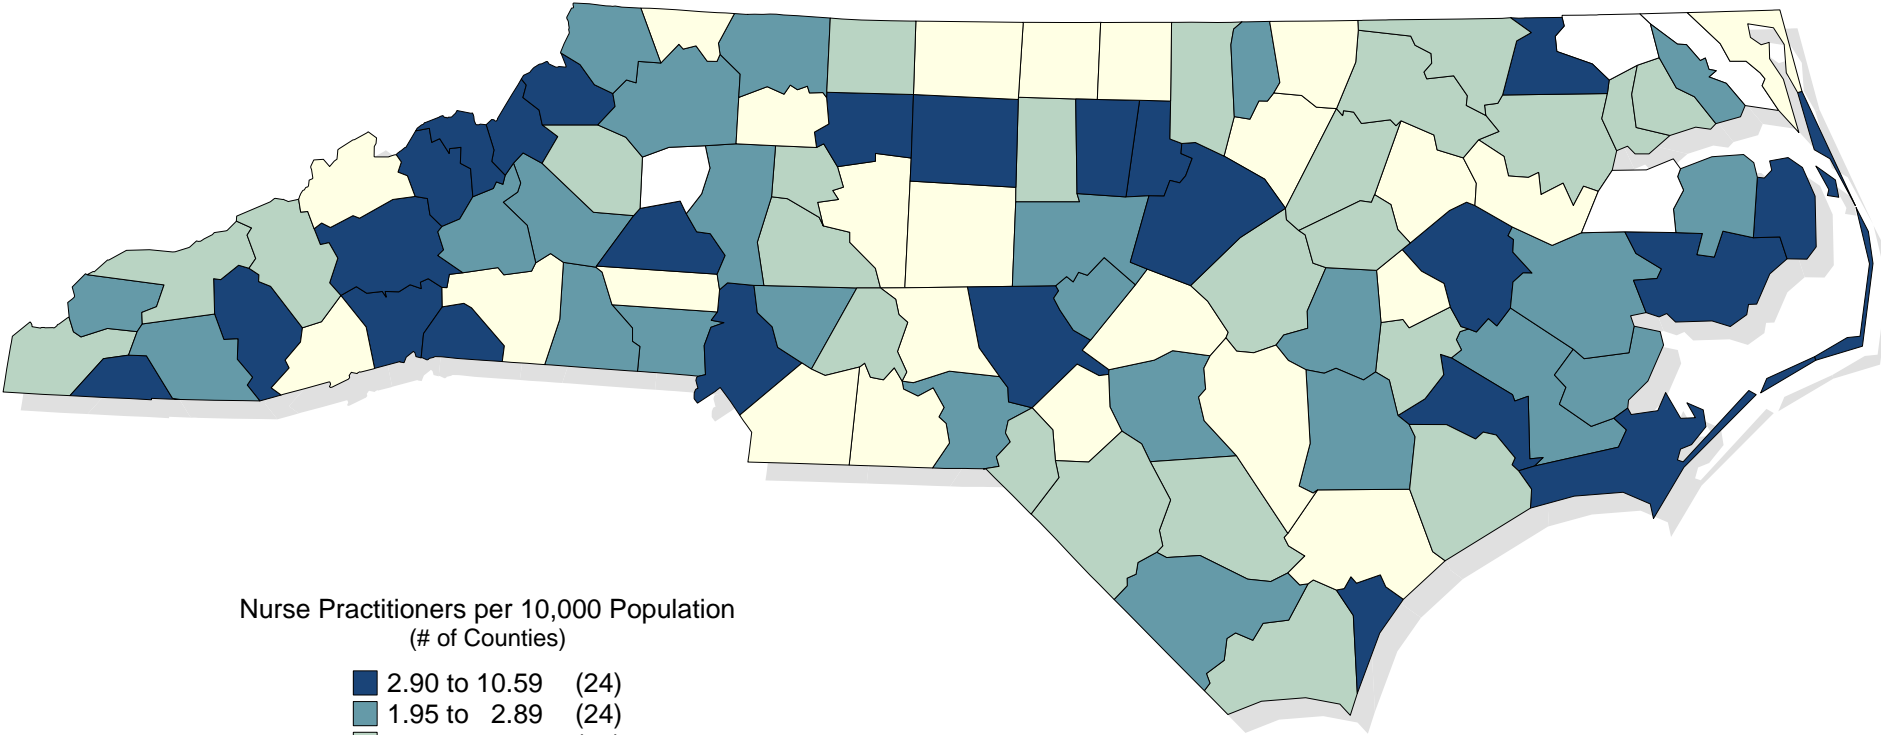 Nurse Practitioners per 10,000 Population
(# of Counties)
2.90 to 10.59 (24)
1.95 to 2.89 (24)